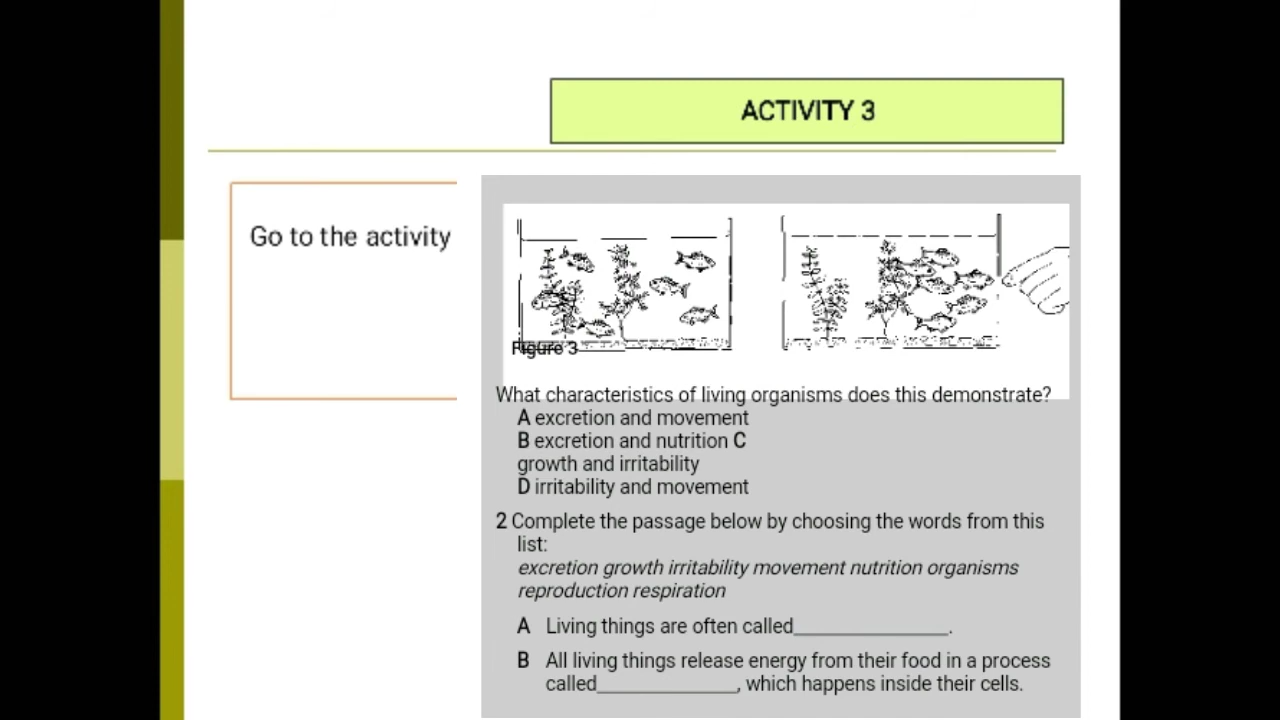 ACTIVITY 3
Go to the activity
Figure 3
What characteristics of living organisms does this demonstrate?
A excretion and movement
B excretion and nutrition C
growth and irritability
D irritability and movement
2 Complete the passage below by choosing the words from this
list:
excretion growth irritability movement nutrition organisms
reproduction respiration
A Living things are often called______________.
B All living things release energy from their food in a process
called_____________, which happens inside their cells.